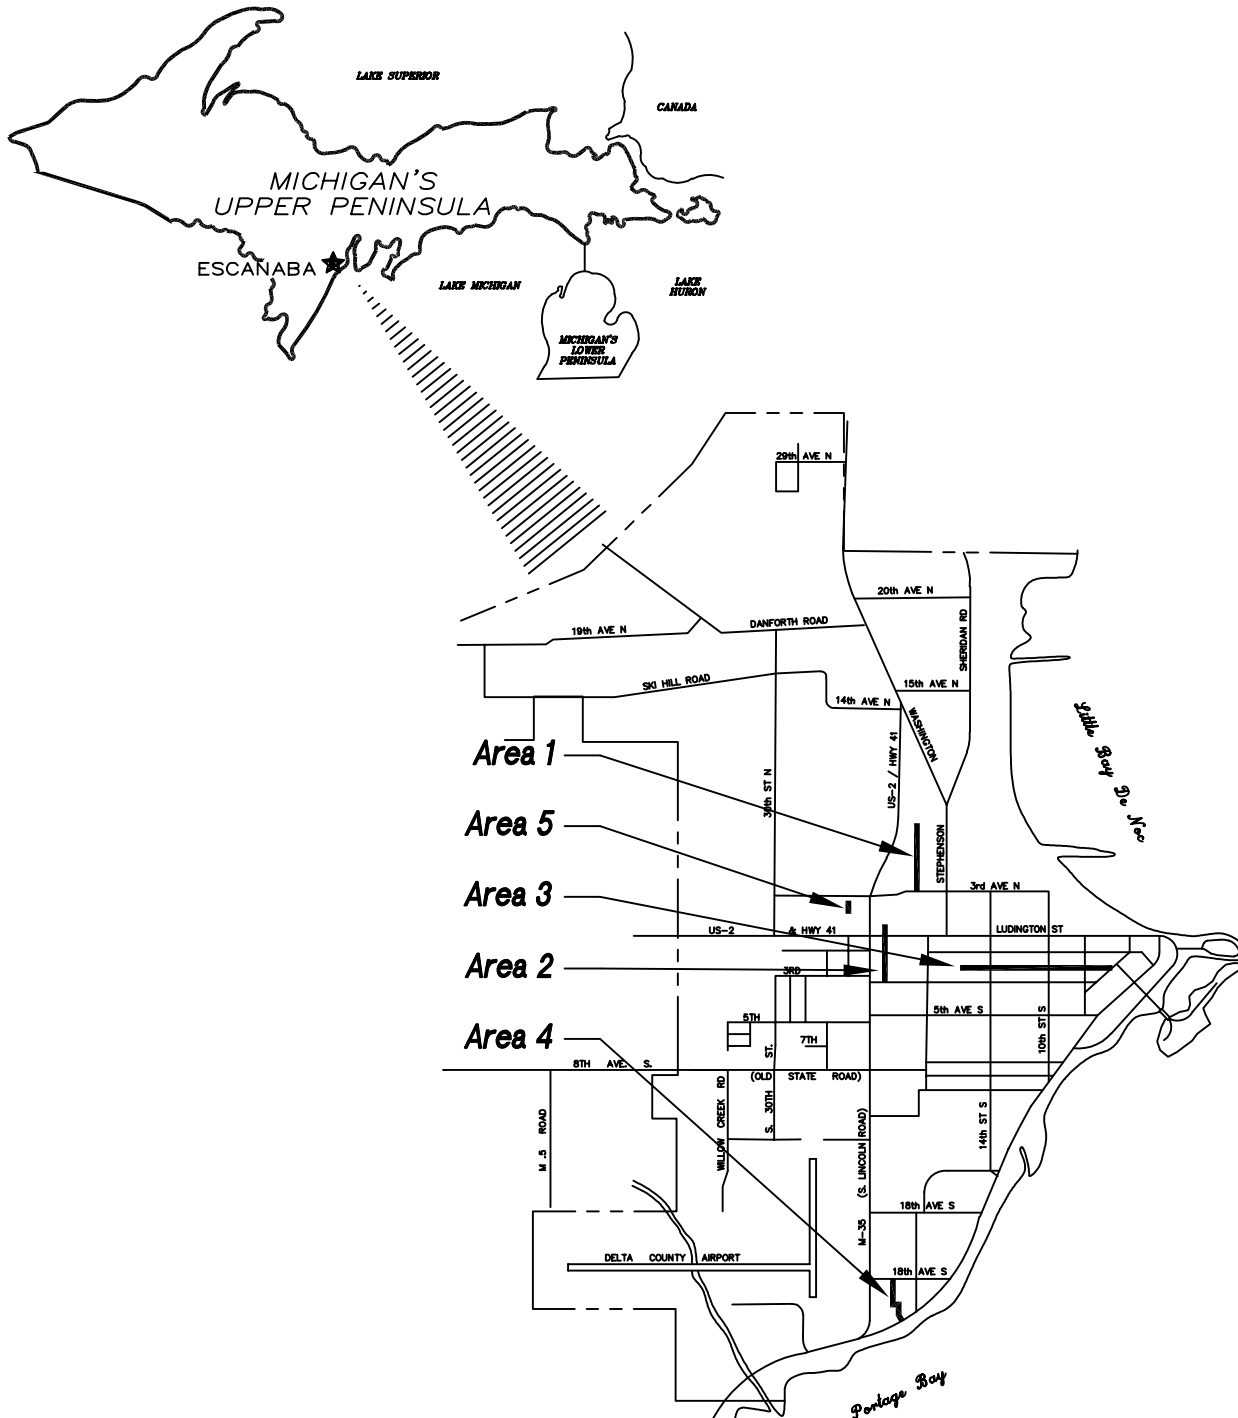 LAKE SUPERIOR
CANADA
MICHIGAN'S
UPPER PENINSULA
ESCANABA
LAKE MICHIGAN
LAKE
HURON
MICHIGAN'S
LOWER
PENINSULA
29th AVE N
20th AVE N
19th AVE N
DANFORTH ROAD
SHERIDAN RD
SKI HILL ROAD
15th AVE N
14th AVE N
WASHINGTON
Little Bay De Noc
Area 1
30th ST N
US-2 / HWY 41
Area 5
STEPHENSON
Area 3
3rd AVE N
US-2 & HWY 41
LUDINGTON ST
Area 2
3RD
5th AVE S
5TH
7TH
10th ST S
Area 4
8TH AVE. S.
(OLD STATE ROAD)
M .5 ROAD
WILLOW CREEK RD
S. 30TH ST.
14th ST S
M-35 (S. LINCOLN ROAD)
18th AVE S
DELTA COUNTY AIRPORT
18th AVE S
Portage Bay